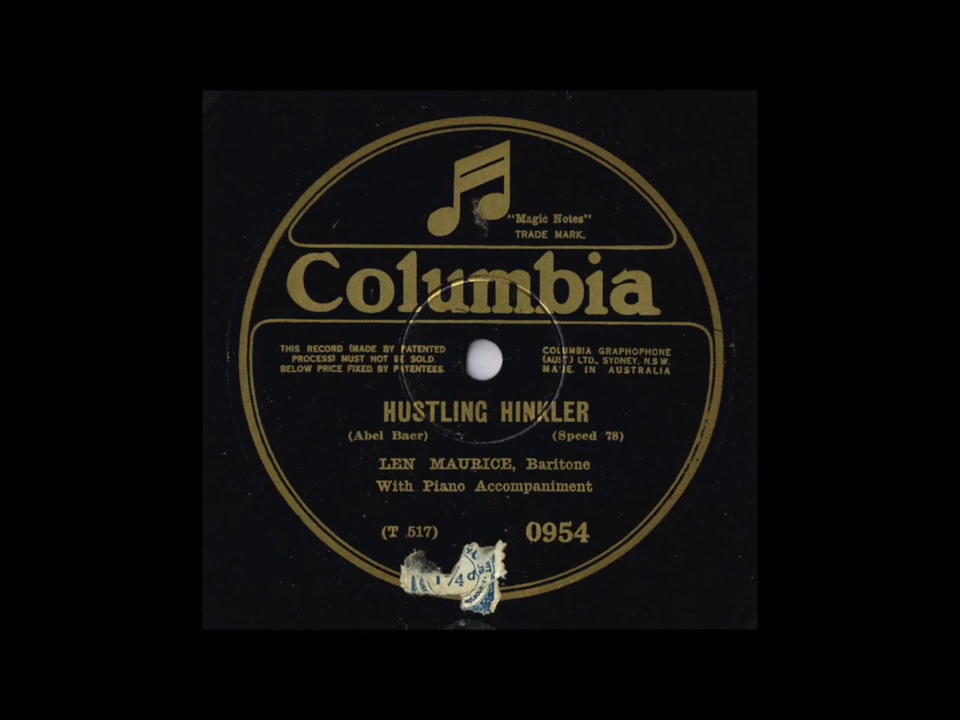 "Magic Notes"
TRADE MARK.
Columbia
THIS RECORD (MADE BY PATENTED
PROCESS) MUST NOT BE SOLD
BELOW PRICE FIXED BY PATENTEES.
COLUMBIA GRAPHOPHONE
(AUST) LTD., SYDNEY, N.S.W.
MADE IN AUSTRALIA
HUSTLING HINKLER
(Abel Baer) (Speed 78)
LEN MAURICE, Baritone
With Piano Accompaniment
(T 517) 0954